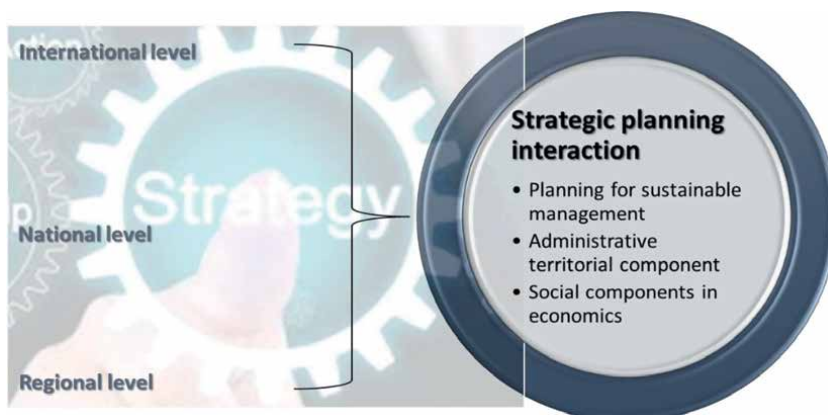 International level
Strategy
National level
Regional level
Strategic planning
interaction
• Planning for sustainable
management
• Administrative
territorial component
• Social components in
economics